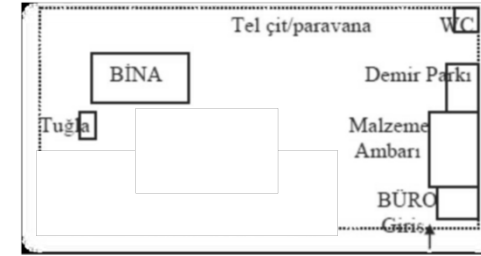 Tel çit/paravana
WC
BİNA
Demir Parkı
Tuğla
Malzeme
Ambarı
BÜRO
Giriş